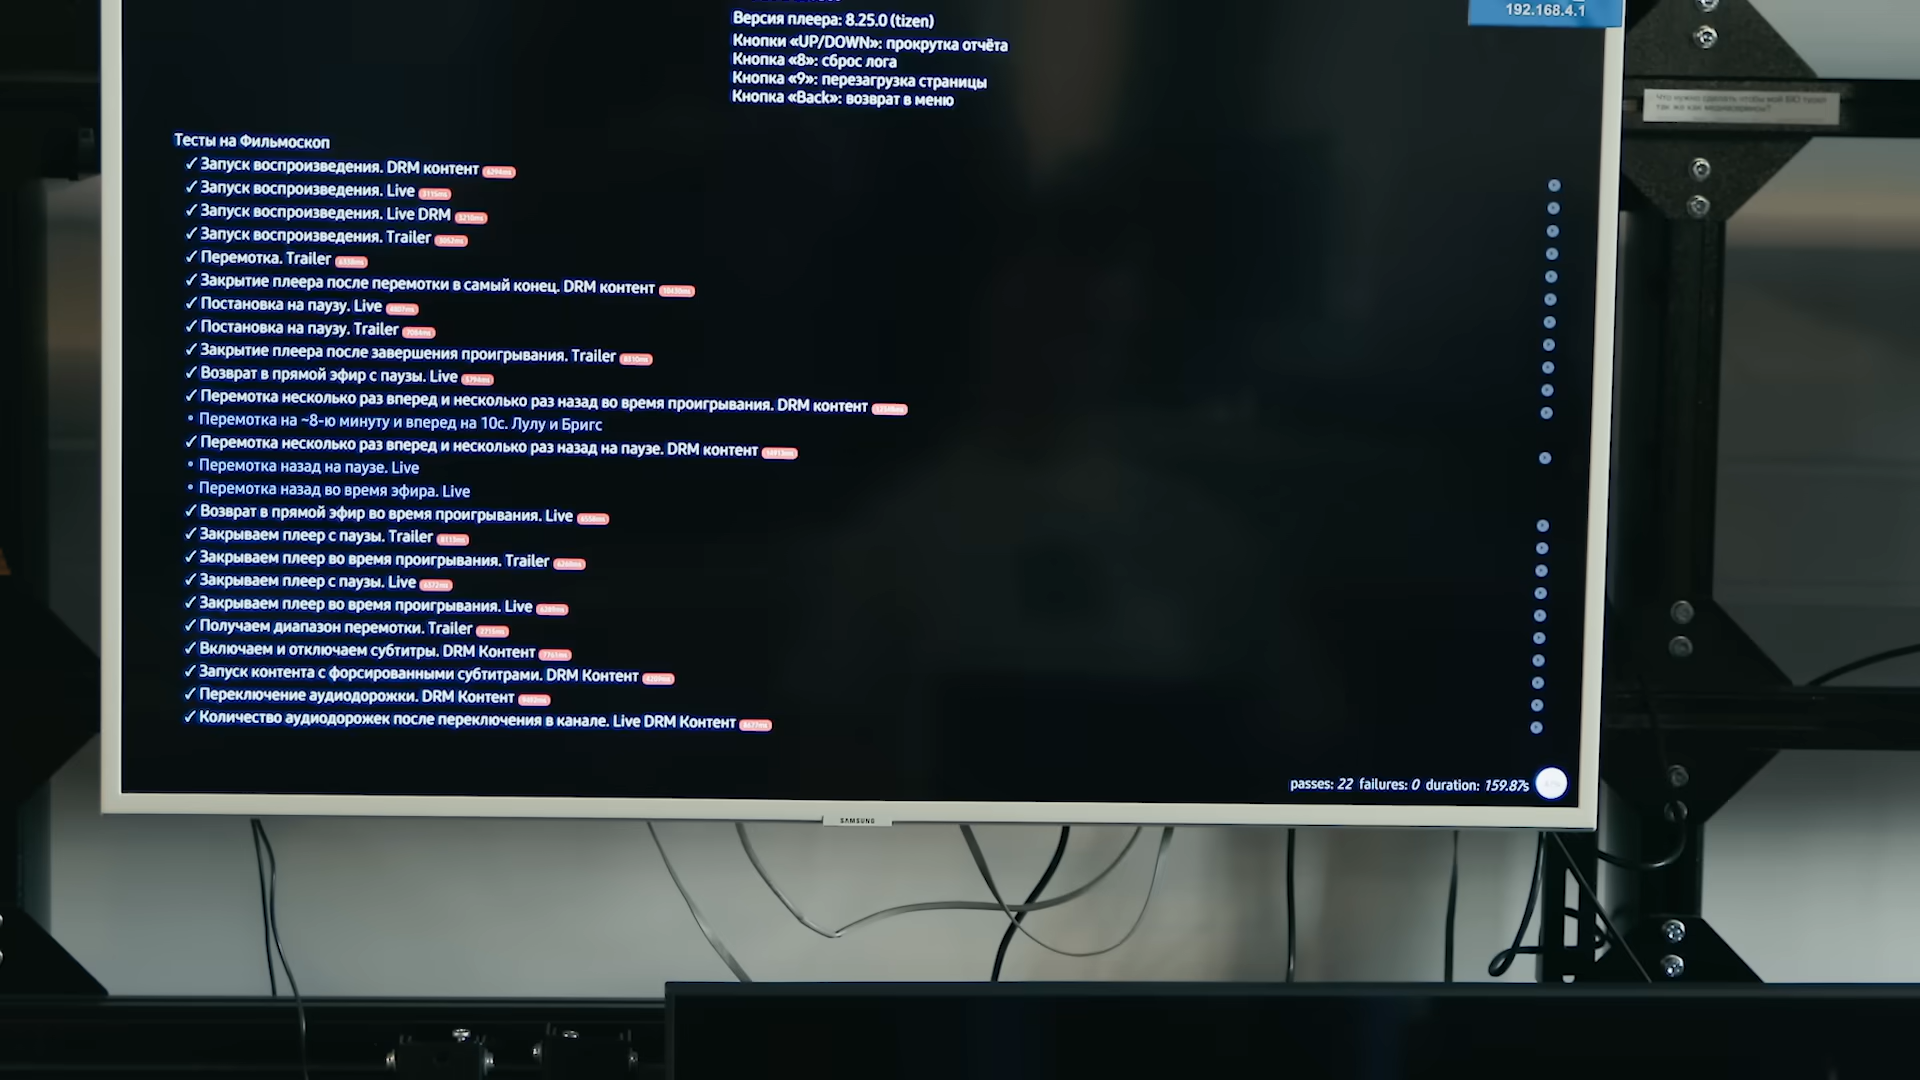 192.168.4.1
Версия плеера: 8.25.0 (tizen)
Кнопки «UP/DOWN»: прокрутка отчёта
Кнопка «8»: сброс лога
Кнопка «9»: перезагрузка страницы
Кнопка «Back»: возврат в меню
Тесты на Фильмоскоп
✓ Запуск воспроизведения. DRM контент
✓ Запуск воспроизведения. Live
✓ Запуск воспроизведения. Live DRM
✓ Запуск воспроизведения. Trailer
✓ Перемотка. Trailer
✓ Закрытие плеера после перемотки в самый конец. DRM контент
✓ Постановка на паузу. Live
✓ Постановка на паузу. Trailer
✓ Закрытие плеера после завершения проигрывания. Trailer
✓ Возврат в прямой эфир с паузы. Live
✓ Перемотка несколько раз вперед и несколько раз назад во время проигрывания. DRM контент
• Перемотка на ~8-ю минуту и вперед на 10с. Лулу и Бригс
✓ Перемотка несколько раз вперед и несколько раз назад на паузе. DRM контент
• Перемотка назад на паузе. Live
• Перемотка назад во время эфира. Live
✓ Возврат в прямой эфир во время проигрывания. Live
✓ Закрываем плеер с паузы. Trailer
✓ Закрываем плеер во время проигрывания. Trailer
✓ Закрываем плеер с паузы. Live
✓ Закрываем плеер во время проигрывания. Live
✓ Получаем диапазон перемотки. Trailer
✓ Включаем и отключаем субтитры. DRM Контент
✓ Запуск контента с форсированными субтитрами. DRM Контент
✓ Переключение аудиодорожки. DRM Контент
✓ Количество аудиодорожек после переключения в канале. Live DRM Контент
passes: 22 failures: 0 duration: 159.87s
SAMSUNG